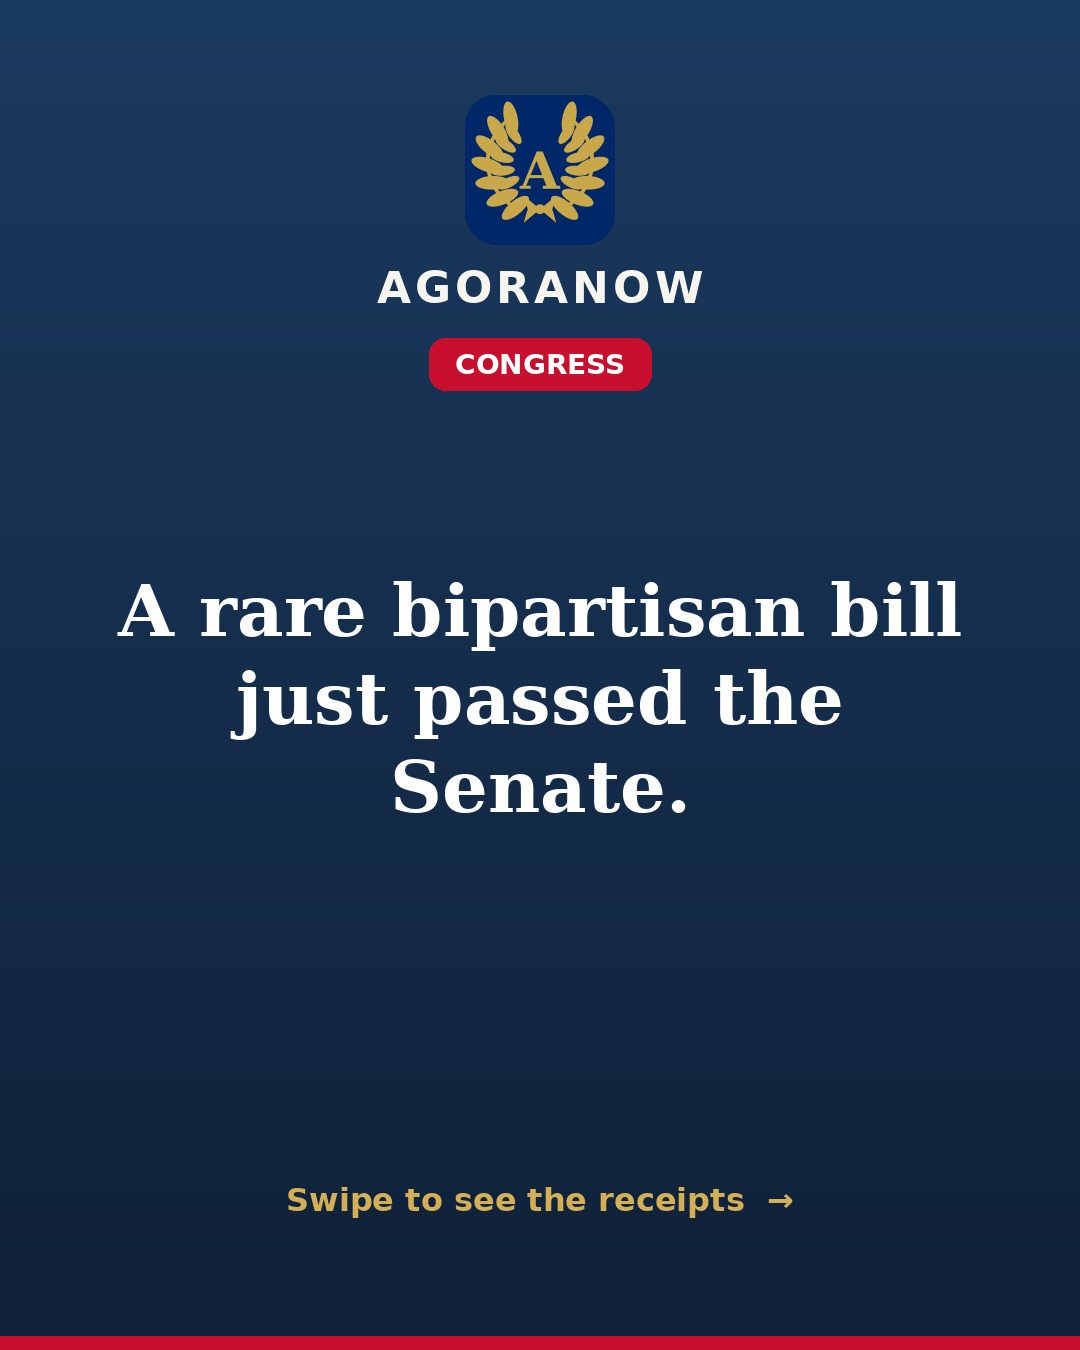 A
AGORANOW
CONGRESS
A rare bipartisan bill
just passed the
Senate.
Swipe to see the receipts →